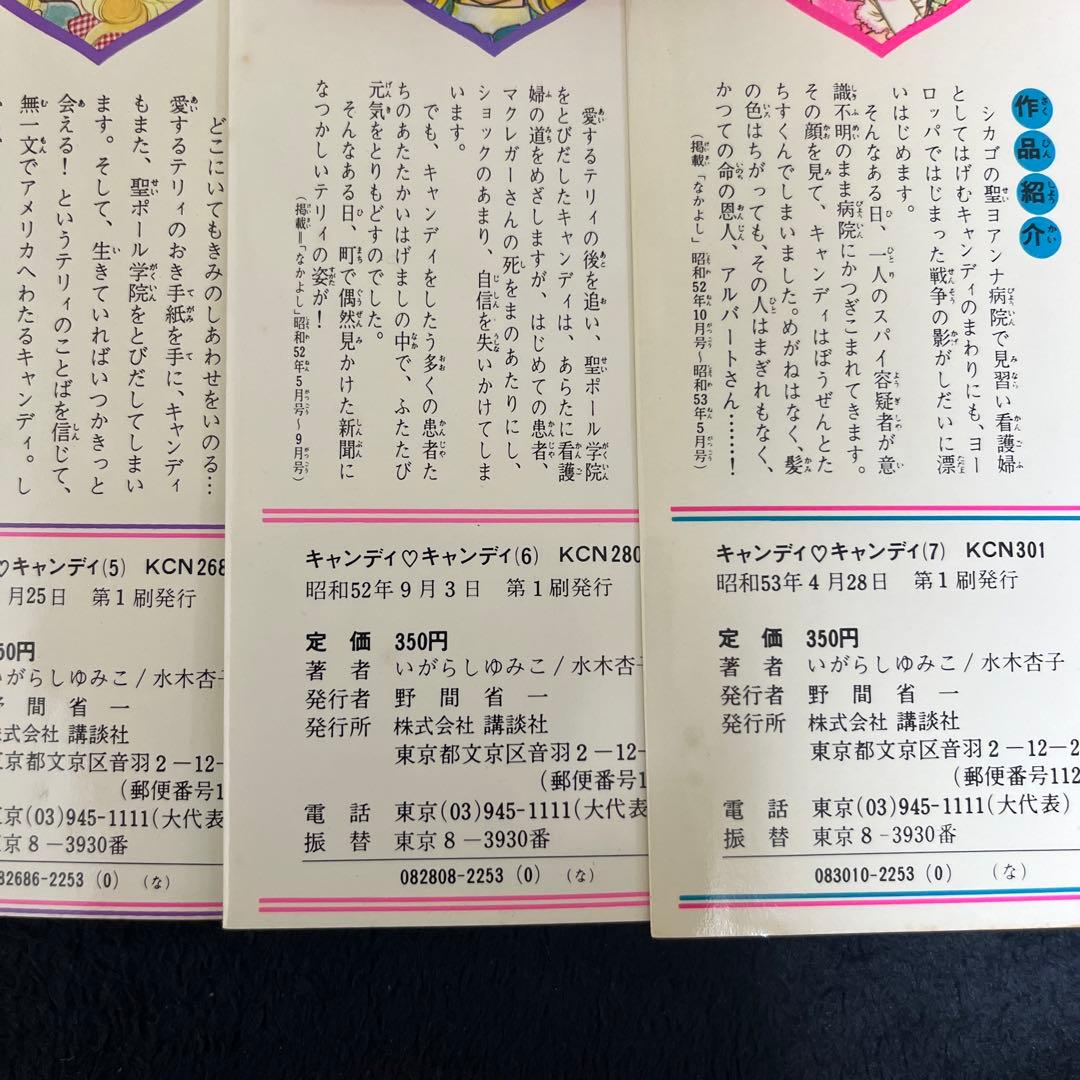 作品紹介
シカゴの聖ヨアンナ病院で見習い看護婦
としてはげむキャンディのまわりにも、ヨー
ロッパではじまった戦争の影がしだいに漂
いはじめます。
そんなある日、一人のスパイ容疑者が意
識不明のまま病院にかつぎこまれてきます。
その顔を見て、キャンディはぼうぜんとた
ちすくんでしまいました。めがねはなく、髪
の色はちがっても、その人はまぎれもなく、
かつての命の恩人、アルバートさん………！
(掲載「なかよし」昭和52年10月号〜昭和53年5月号)
キャンディ♡キャンディ(7) KCN301
昭和53年4月28日 第1刷発行
定価 350円
著者 いがらしゆみこ/水木杏子
発行者 野間省一
発行所 株式会社 講談社
東京都文京区音羽2－12－2
(郵便番号112
電話 東京(03)945-1111(大代表)
振替 東京8-3930番
083010-2253 (0) (な)
愛するテリィの後を追い、聖ポール学院
をとびだしたキャンディは、あらたに看護
婦の道をめざしますが、はじめての患者、
マクレガーさんの死をまのあたりにし、
ショックのあまり、自信を失いかけてしま
います。
でも、キャンディをしたう多くの患者た
ちのあたたかいはげましの中で、ふたたび
元気をとりもどすのでした。
そんなある日、町で偶然見かけた新聞に
なつかしいテリィの姿が！
(掲載＝「なかよし」昭和52年5月号〜9月号)
キャンディ♡キャンディ(6) KCN280
昭和52年9月3日 第1刷発行
定価 350円
著者 いがらしゆみこ/水木杏子
発行者 野間省一
発行所 株式会社 講談社
東京都文京区音羽2－12-
(郵便番号1
電話 東京(03)945-1111(大代表
振替 東京8－3930番
082808-2253 (0) (な)
どこにいてもきみのしあわせをいのる…
愛するテリィのおき手紙を手に、キャンディ
もまた、聖ポール学院をとびだしてしまい
ます。そして、生きていればいつかきっと
会える！というテリィのことばを信じて、
無一文でアメリカへわたるキャンディ。し
♡キャンディ(5) KCN268
月25日 第1刷発行
50円
いがらしゆみこ/水木杏子
野間省一
株式会社 講談社
東京都文京区音羽2－12-
(郵便番号1
東京(03)945-1111(大代表
東京8－3930番
82686-2253 (0) (な)